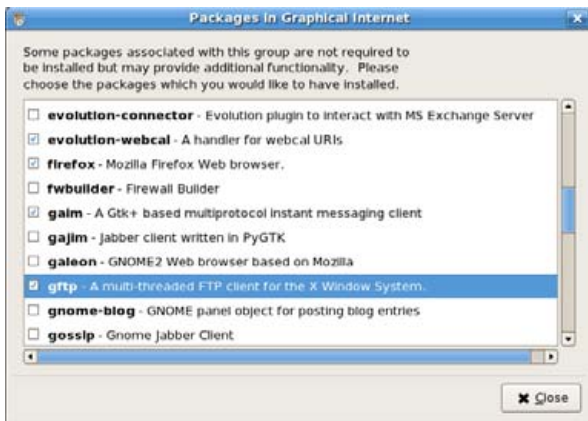 Packages in Graphical Internet
Some packages associated with this group are not required to
be installed but may provide additional functionality. Please
choose the packages which you would like to have installed.
evolution-connector - Evolution plugin to interact with MS Exchange Server
evolution-webcal - A handler for webcal URIs
firefox - Mozilla Firefox Web browser.
fwbuilder - Firewall Builder
gaim - A Gtk+ based multiprotocol instant messaging client
gajim - Jabber client written in PyGTK
galeon - GNOME2 Web browser based on Mozilla
gftp - A multi-threaded FTP client for the X Window System.
gnome-blog - GNOME panel object for posting blog entries
gossip - Gnome Jabber Client
Close